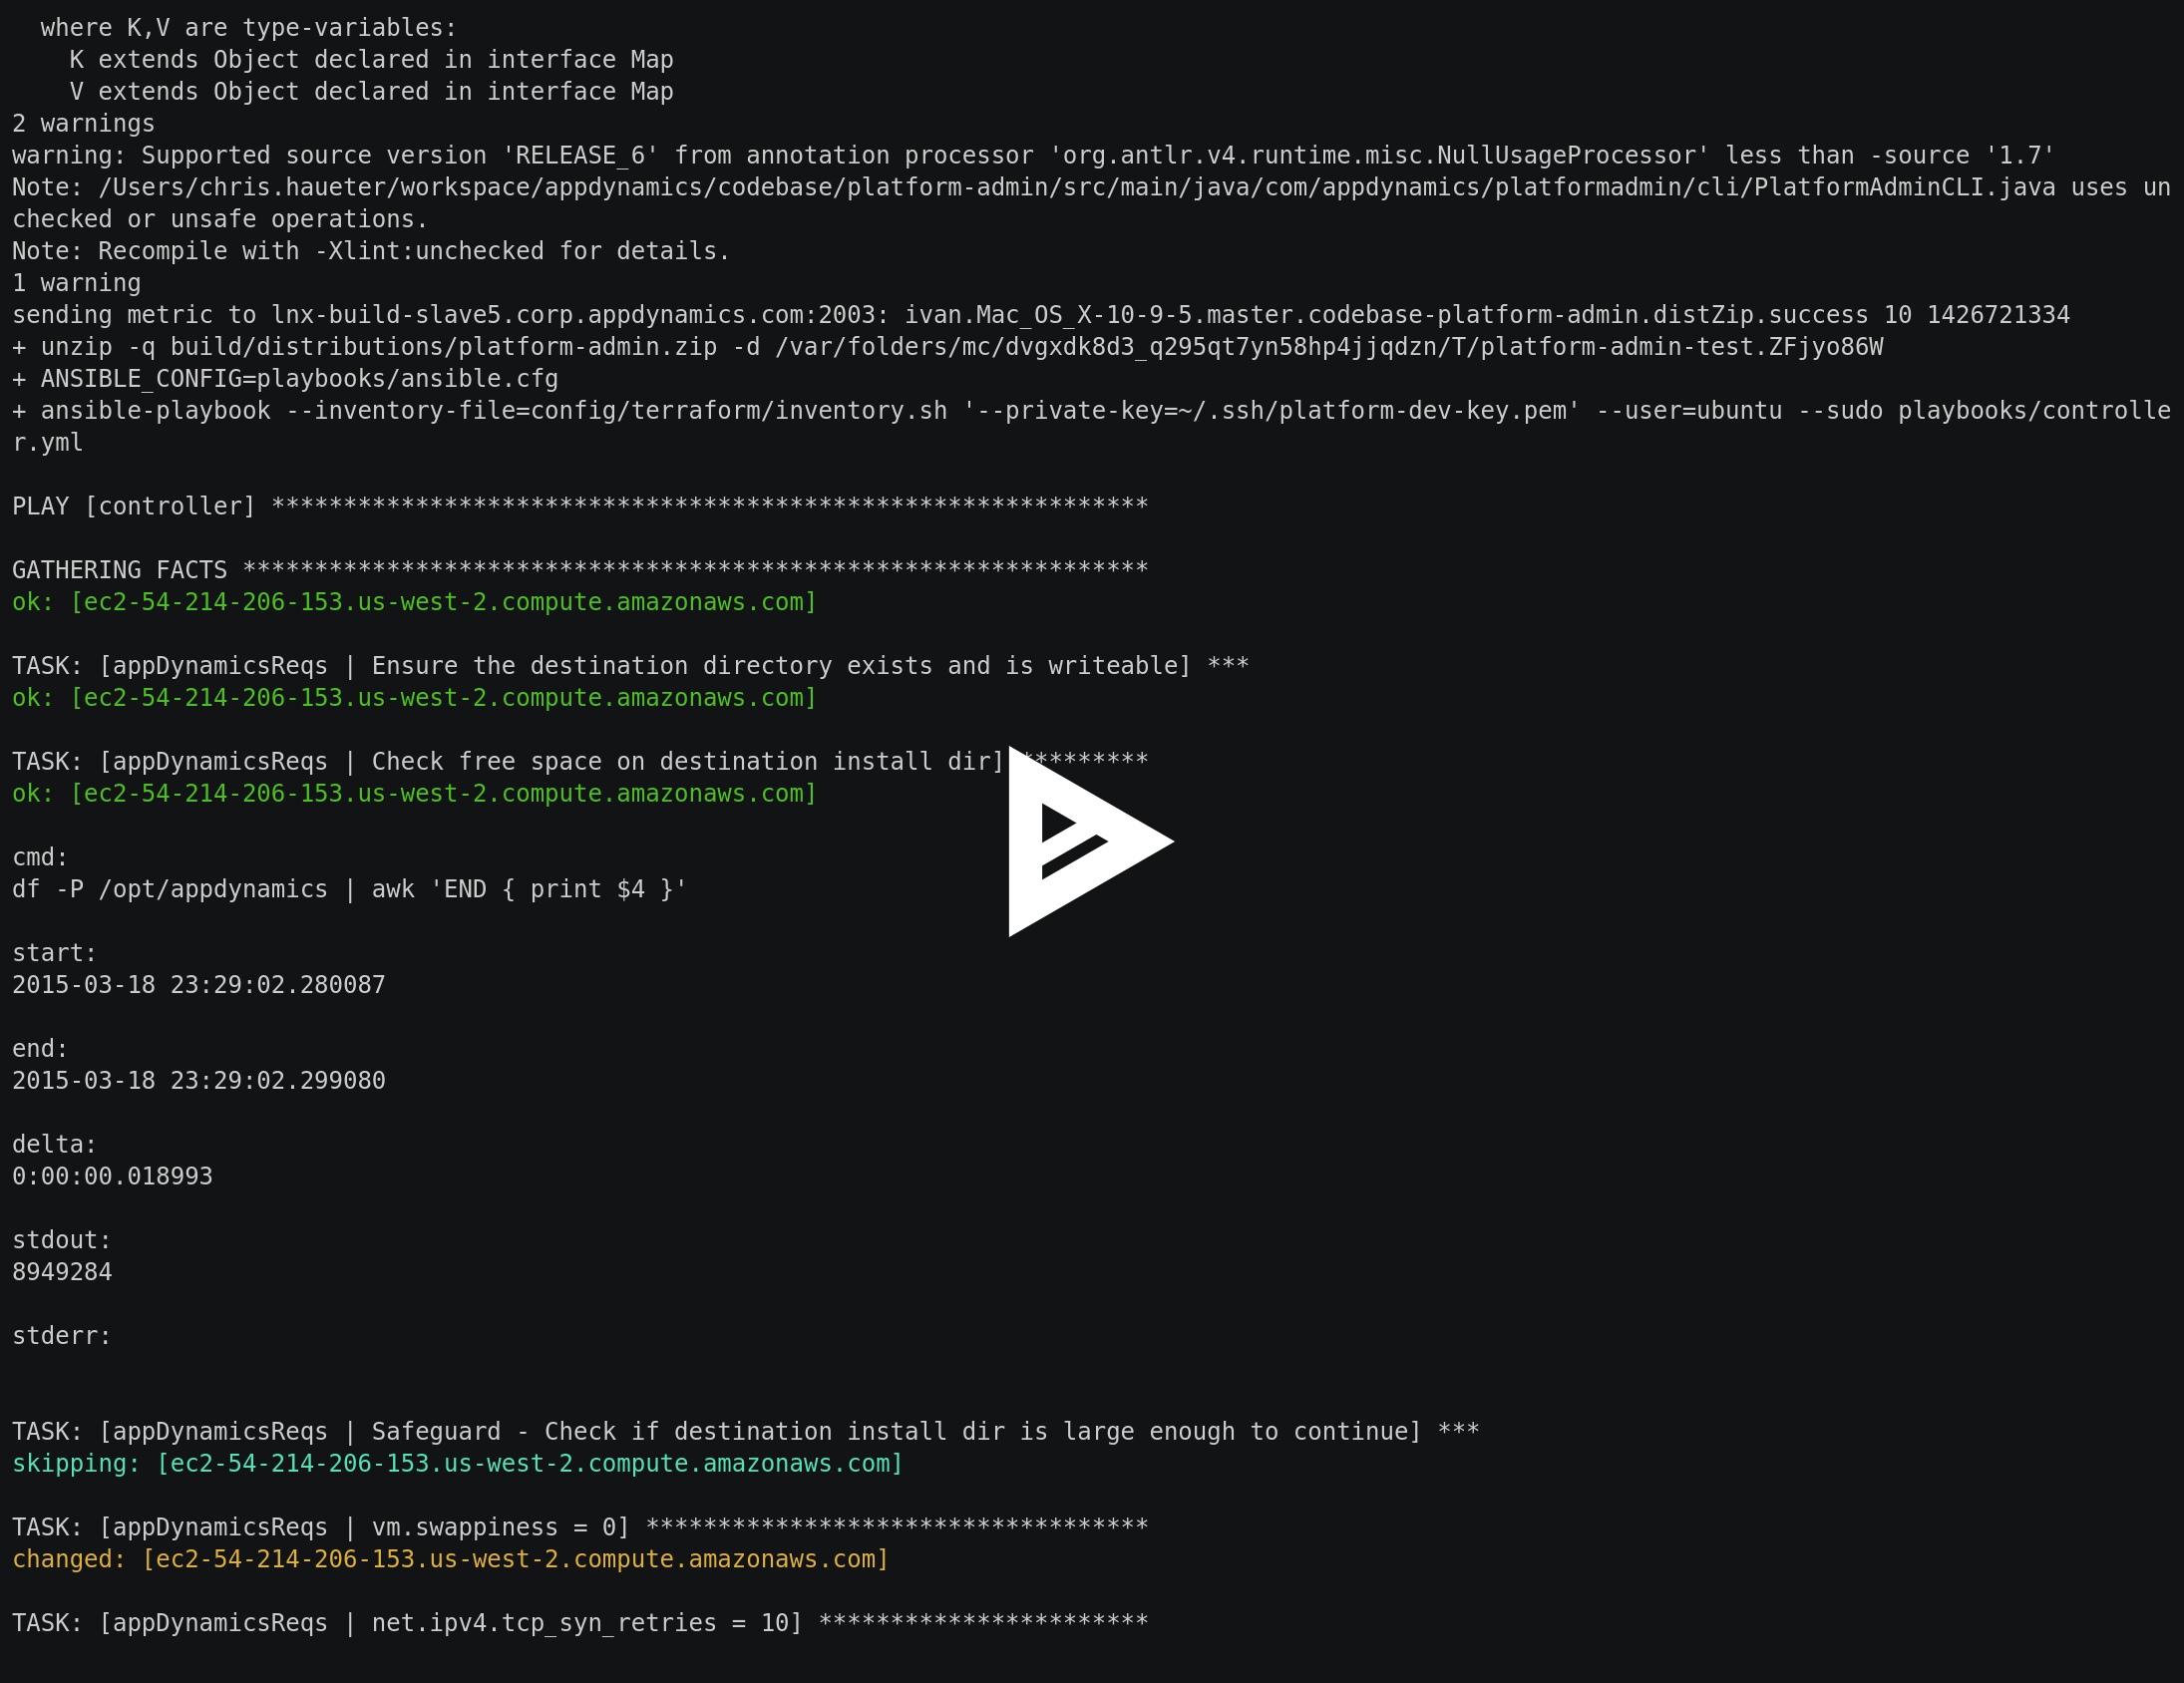 where K,V are type-variables:
K extends Object declared in interface Map
V extends Object declared in interface Map
2 warnings
warning: Supported source version 'RELEASE_6' from annotation processor 'org.antlr.v4.runtime.misc.NullUsageProcessor' less than -source '1.7'
Note: /Users/chris.haueter/workspace/appdynamics/codebase/platform-admin/src/main/java/com/appdynamics/platformadmin/cli/PlatformAdminCLI.java uses un
checked or unsafe operations.
Note: Recompile with -Xlint:unchecked for details.
1 warning
sending metric to lnx-build-slave5.corp.appdynamics.com:2003: ivan.Mac_OS_X-10-9-5.master.codebase-platform-admin.distZip.success 10 1426721334
+ unzip -q build/distributions/platform-admin.zip -d /var/folders/mc/dvgxdk8d3_q295qt7yn58hp4jjqdzn/T/platform-admin-test.ZFjyo86W
+ ANSIBLE_CONFIG=playbooks/ansible.cfg
+ ansible-playbook --inventory-file=config/terraform/inventory.sh '--private-key=~/.ssh/platform-dev-key.pem' --user=ubuntu --sudo playbooks/controlle
r.yml
PLAY [controller] *************************************************************
GATHERING FACTS ***************************************************************
ok: [ec2-54-214-206-153.us-west-2.compute.amazonaws.com]
TASK: [appDynamicsReqs | Ensure the destination directory exists and is writeable] ***
ok: [ec2-54-214-206-153.us-west-2.compute.amazonaws.com]
TASK: [appDynamicsReqs | Check free space on destination install dir] *********
ok: [ec2-54-214-206-153.us-west-2.compute.amazonaws.com]
cmd:
df -P /opt/appdynamics | awk 'END { print $4 }'
start:
2015-03-18 23:29:02.280087
end:
2015-03-18 23:29:02.299080
delta:
0:00:00.018993
stdout:
8949284
stderr:
TASK: [appDynamicsReqs | Safeguard - Check if destination install dir is large enough to continue] ***
skipping: [ec2-54-214-206-153.us-west-2.compute.amazonaws.com]
TASK: [appDynamicsReqs | vm.swappiness = 0] ***********************************
changed: [ec2-54-214-206-153.us-west-2.compute.amazonaws.com]
TASK: [appDynamicsReqs | net.ipv4.tcp_syn_retries = 10] ***********************